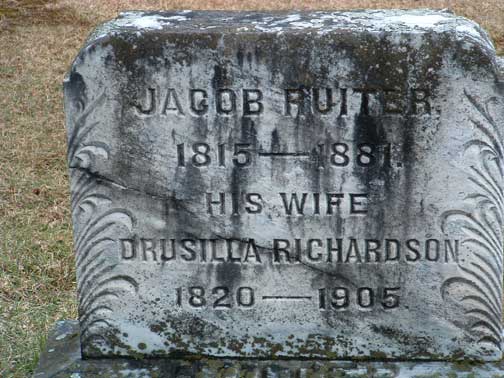 JACOB RUITER.
1815—1881.
HIS WIFE
DRUSILLA RICHARDSON.
1820—1905.